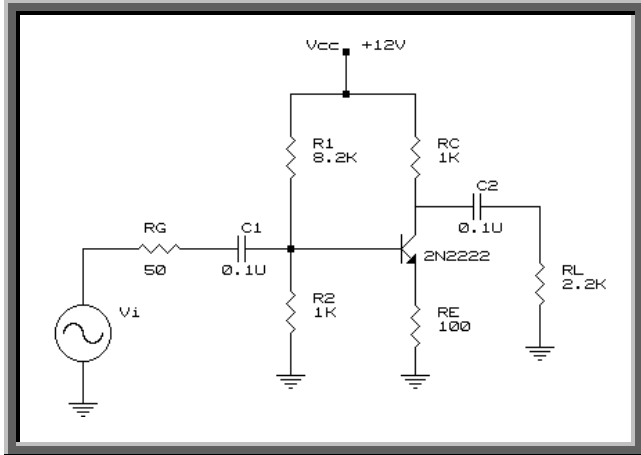 Vcc +12V
R1
8.2K
RC
1K
C2
0.1U
RG
50
C1
0.1U
2N2222
RL
2.2K
Vi
R2
1K
RE
100